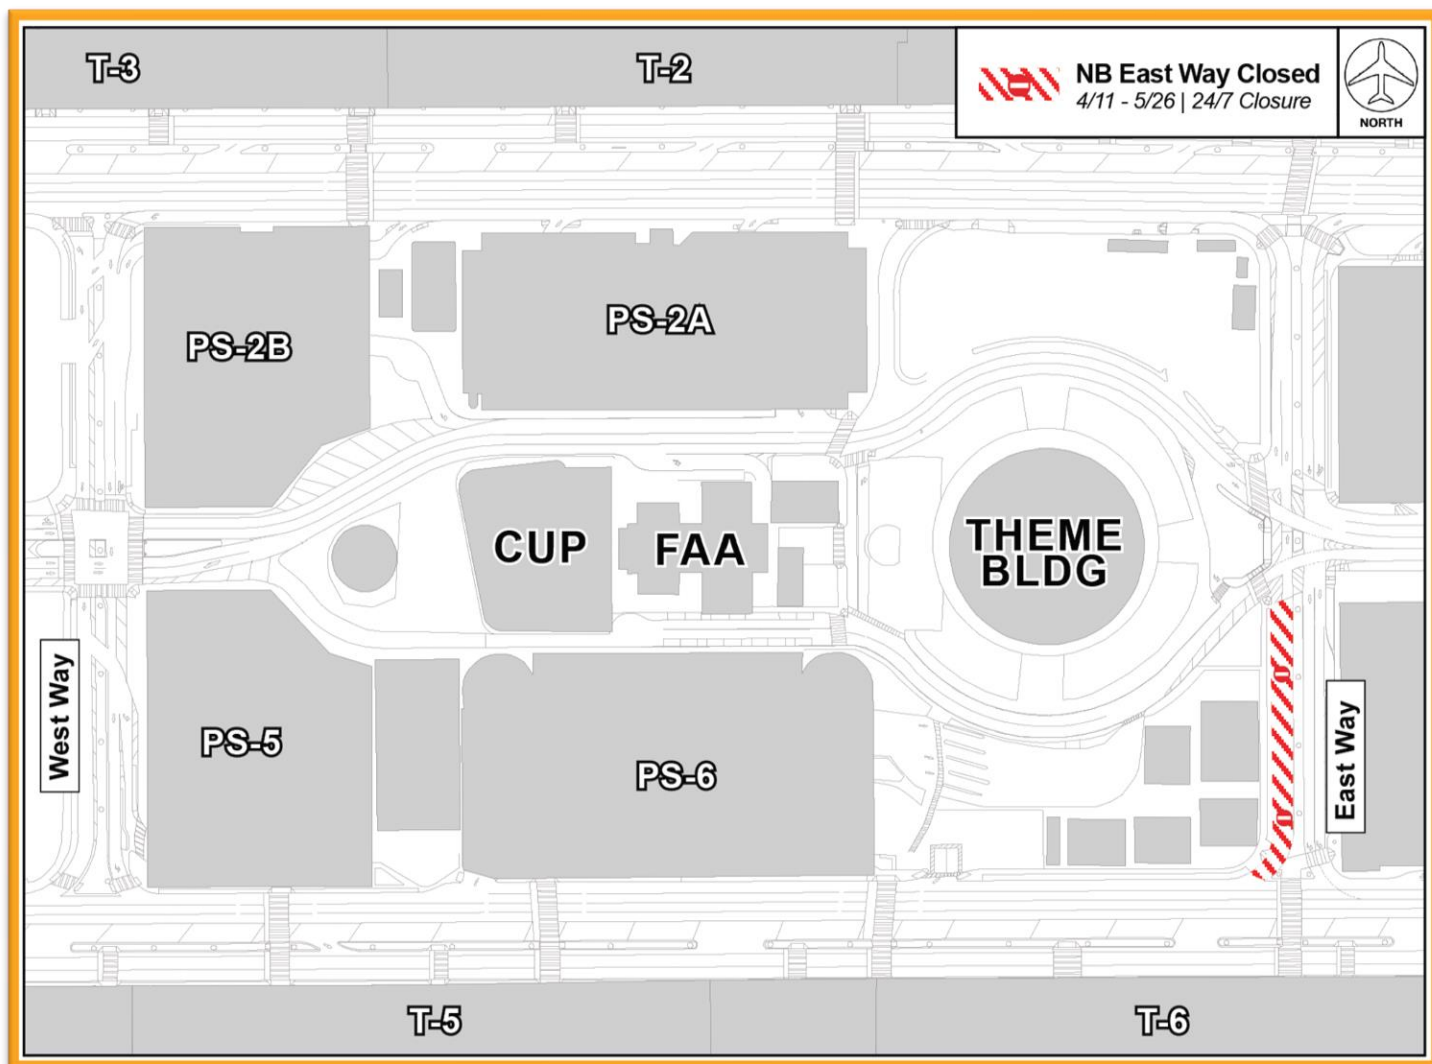 T-3
T-2
NB East Way Closed
4/11 - 5/26 | 24/7 Closure
NORTH
PS-2B
PS-2A
CUP
FAA
THEME
BLDG
West Way
PS-5
PS-6
East Way
T-5
T-6